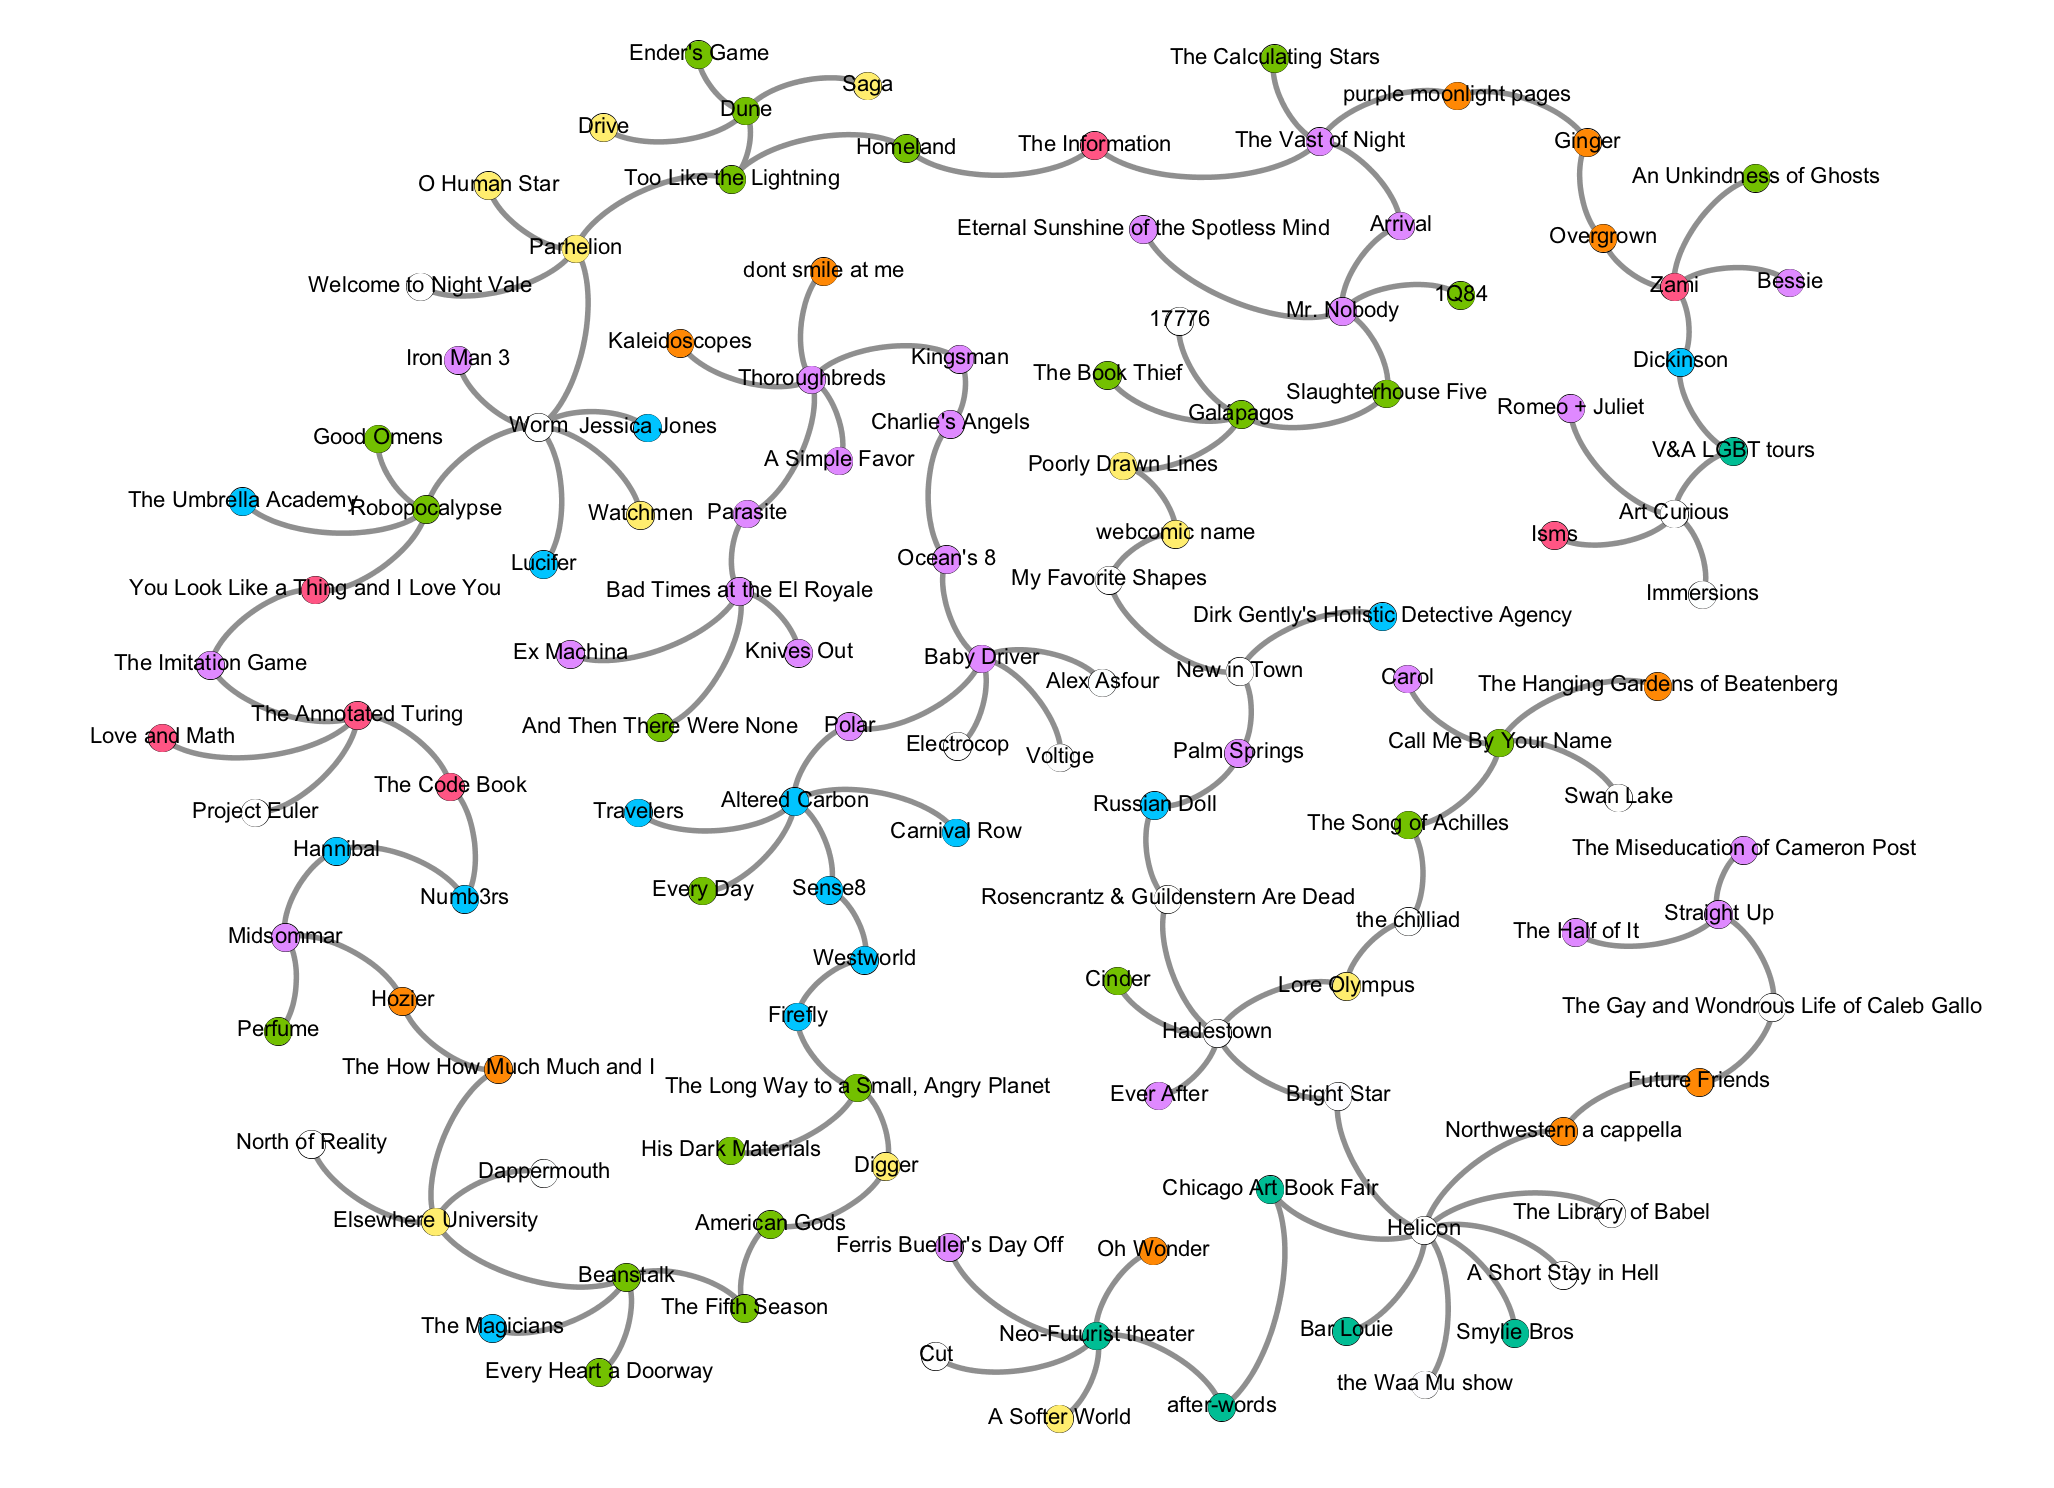 Ender's Game
Saga
Dune
Drive
The Calculating Stars
purple moonlight pages
Homeland
The Information
The Vast of Night
Ginger
O Human Star
Too Like the Lightning
An Unkindness of Ghosts
Parhelion
Eternal Sunshine of the Spotless Mind
Arrival
Overgrown
Welcome to Night Vale
dont smile at me
Zami
Bessie
1Q84
Mr. Nobody
17776
Kaleidoscopes
Iron Man 3
Kingsman
Dickinson
Thoroughbreds
The Book Thief
Slaughterhouse Five
Romeo + Juliet
Galápagos
Worm
Jessica Jones
Charlie's Angels
Good Omens
V&A LGBT tours
A Simple Favor
Poorly Drawn Lines
The Umbrella Academy
Robopocalypse
Watchmen
Parasite
Art Curious
webcomic name
Isms
Lucifer
Ocean's 8
My Favorite Shapes
You Look Like a Thing and I Love You
Bad Times at the El Royale
Immersions
Dirk Gently's Holistic Detective Agency
The Imitation Game
Ex Machina
Knives Out
Baby Driver
New in Town
Alex Asfour
Carol
The Hanging Gardens of Beatenberg
The Annotated Turing
And Then There Were None
Polar
Love and Math
Electrocop
Voltige
Palm Springs
Call Me By Your Name
The Code Book
Project Euler
Travelers
Altered Carbon
Carnival Row
Russian Doll
Swan Lake
The Song of Achilles
Hannibal
The Miseducation of Cameron Post
Numb3rs
Every Day
Sense8
Rosencrantz & Guildenstern Are Dead
the chilliad
Straight Up
The Half of It
Midsommar
Westworld
Cinder
Lore Olympus
Hozier
Firefly
The Gay and Wondrous Life of Caleb Gallo
Perfume
Hadestown
The How How Much Much and I
The Long Way to a Small, Angry Planet
Ever After
Bright Star
Future Friends
North of Reality
His Dark Materials
Northwestern a cappella
Dappermouth
Digger
Chicago Art Book Fair
Elsewhere University
American Gods
The Library of Babel
Helicon
Ferris Bueller's Day Off
Oh Wonder
A Short Stay in Hell
Beanstalk
The Fifth Season
The Magicians
Neo-Futurist theater
Bar Louie
Smylie Bros
Cut
Every Heart a Doorway
the Waa Mu show
A Softer World
after-words